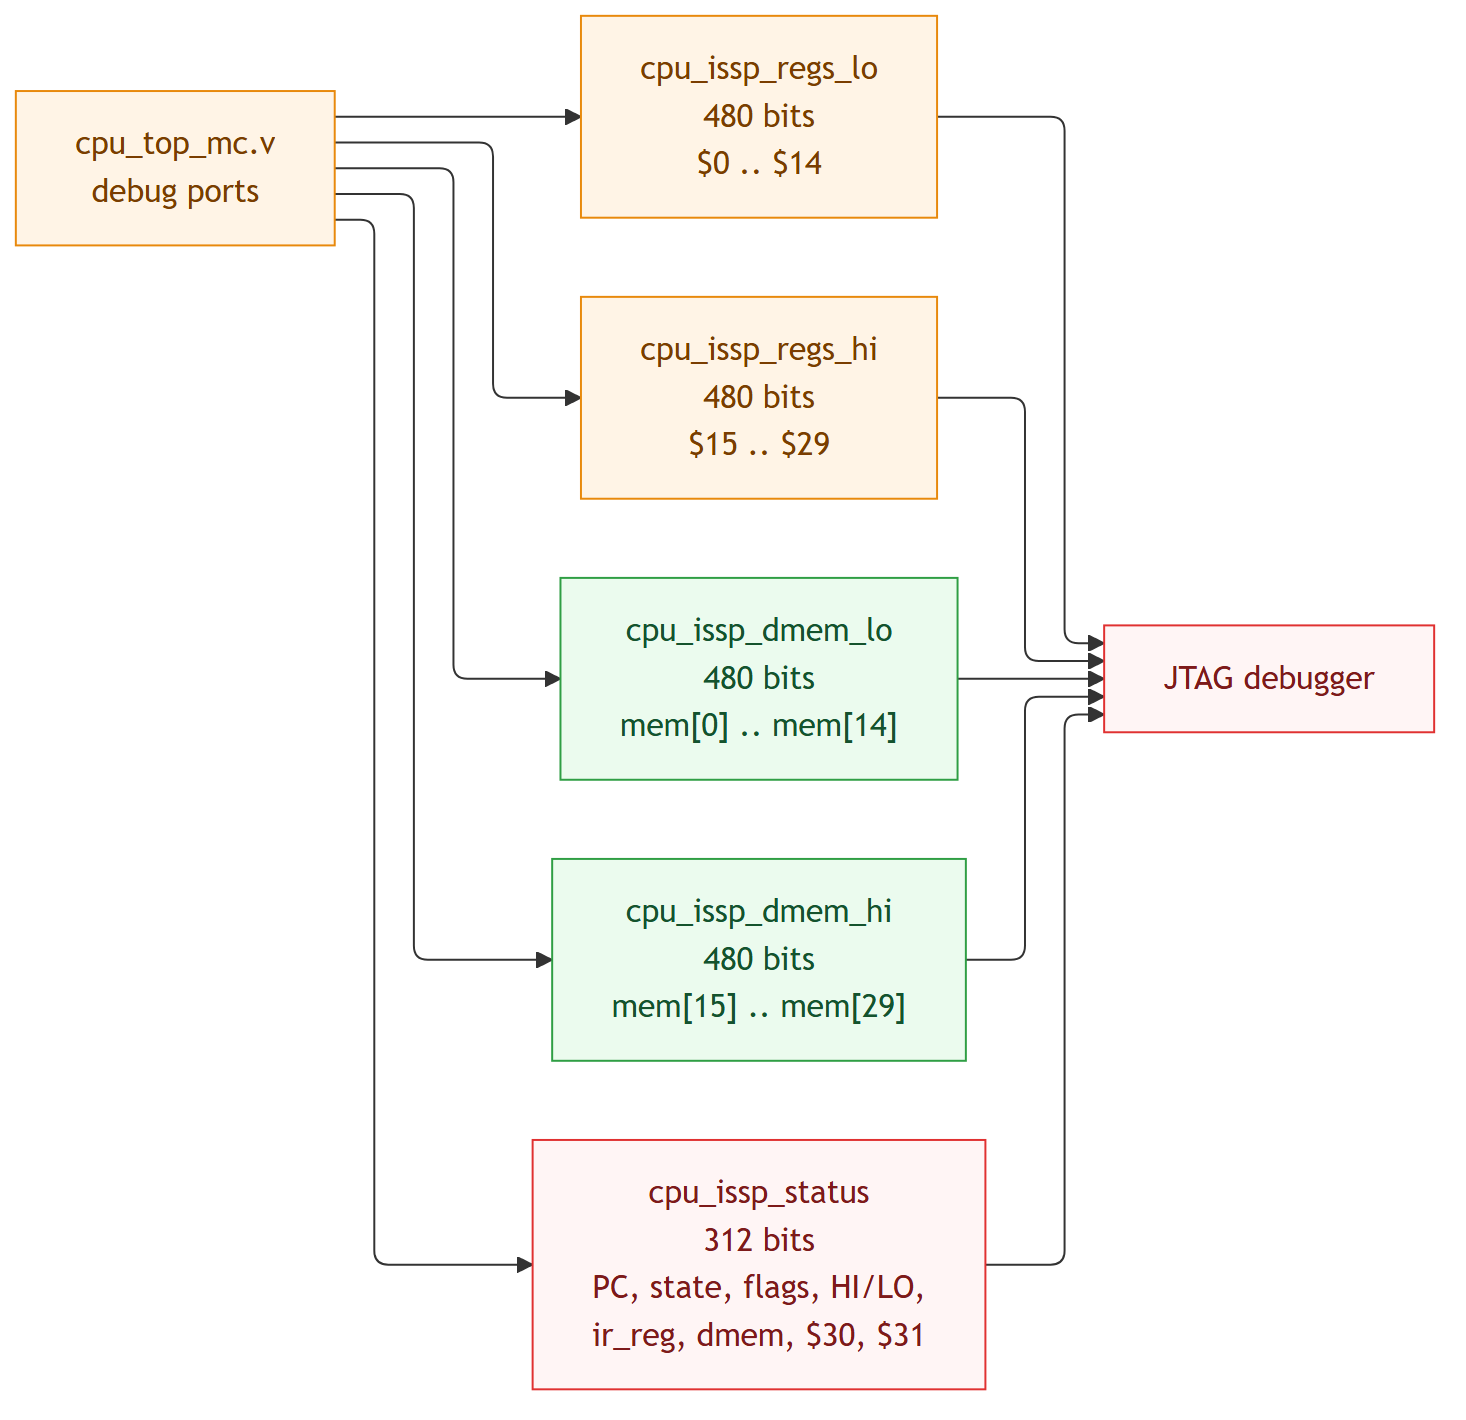 cpu_top_mc.v
debug ports
cpu_issp_regs_lo
480 bits
$0 .. $14
cpu_issp_regs_hi
480 bits
$15 .. $29
cpu_issp_dmem_lo
480 bits
mem[0] .. mem[14]
cpu_issp_dmem_hi
480 bits
mem[15] .. mem[29]
cpu_issp_status
312 bits
PC, state, flags, HI/LO,
ir_reg, dmem, $30, $31
JTAG debugger